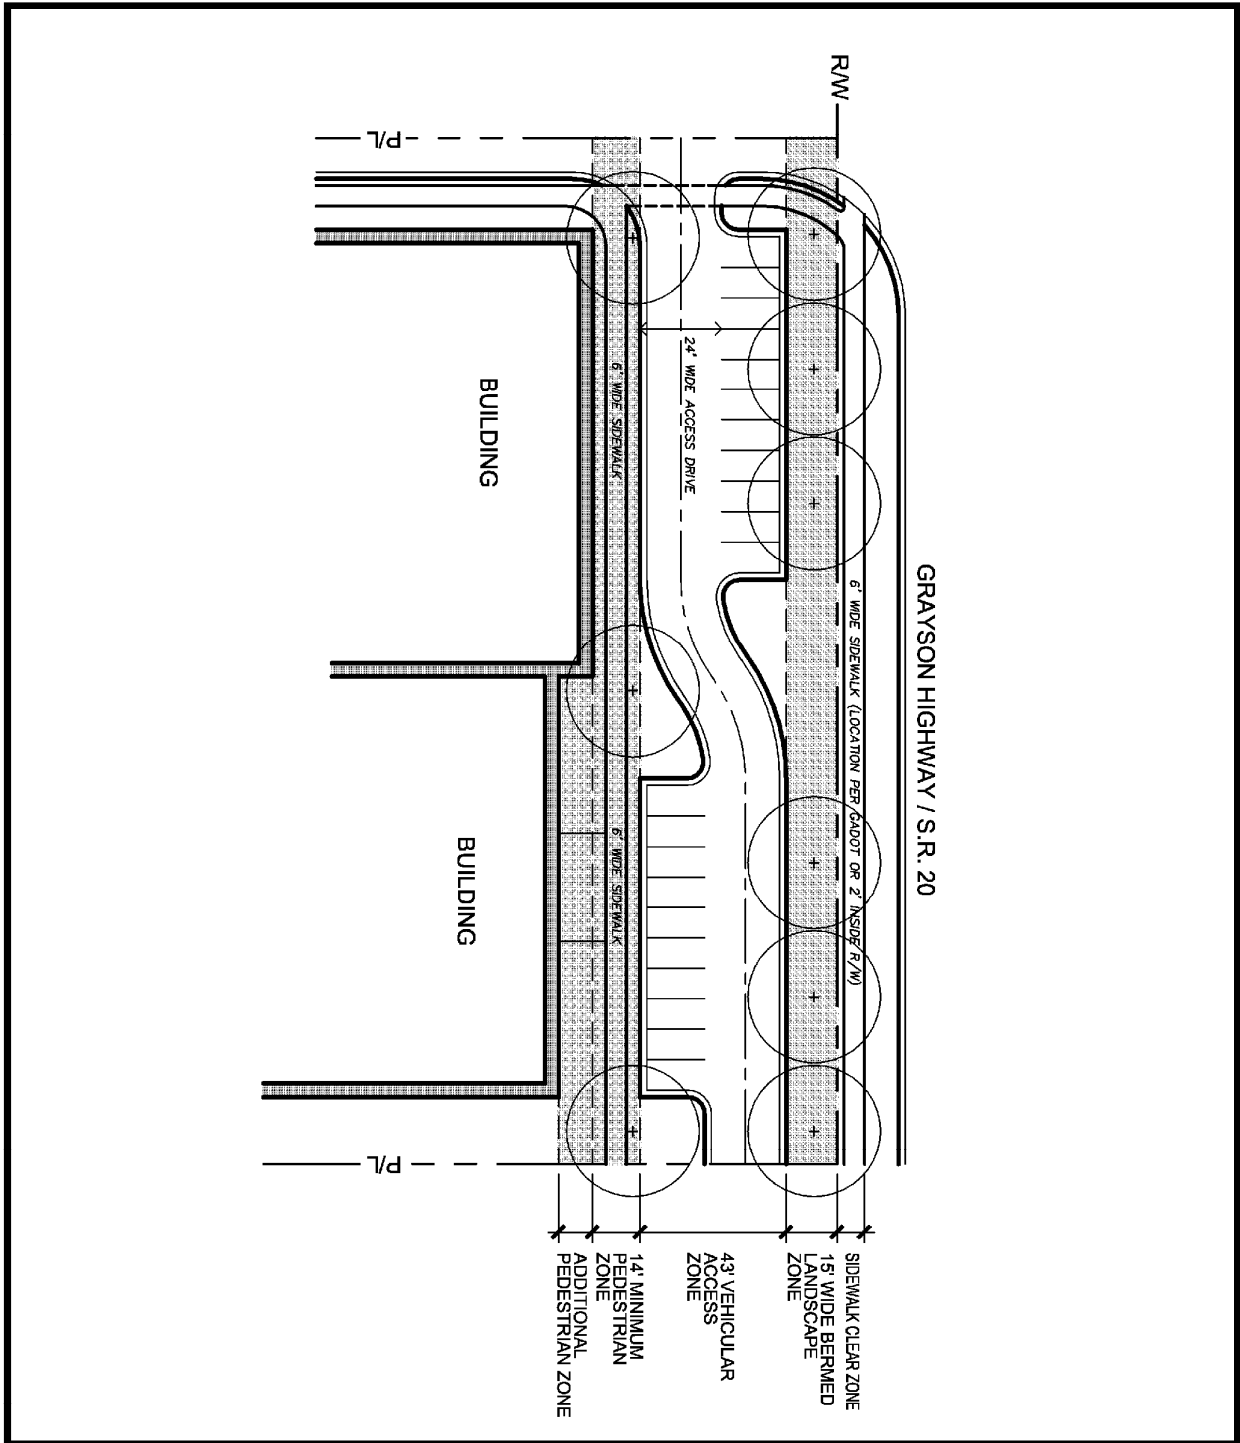 GRAYSON HIGHWAY / S.R. 20
R/W
6' WIDE SIDEWALK (LOCATION PER GADOT OR 2' INSIDE R/W)
24' WIDE ACCESS DRIVE
6' WIDE SIDEWALK
6' WIDE SIDEWALK
BUILDING
BUILDING
P/L
P/L
SIDEWALK CLEAR ZONE
15' WIDE BERMED
LANDSCAPE
ZONE
43' VEHICULAR
ACCESS
ZONE
14' MINIMUM
PEDESTRIAN
ZONE
ADDITIONAL
PEDESTRIAN ZONE